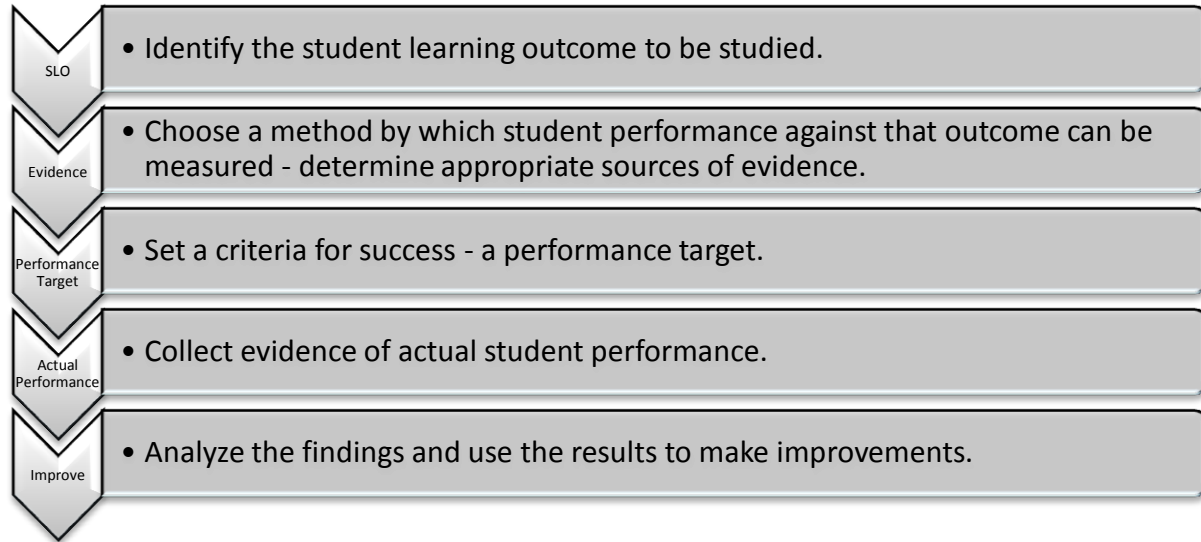 SLO
• Identify the student learning outcome to be studied.
Evidence
• Choose a method by which student performance against that outcome can be
measured - determine appropriate sources of evidence.
Performance
Target
• Set a criteria for success - a performance target.
Actual
Performance
• Collect evidence of actual student performance.
Improve
• Analyze the findings and use the results to make improvements.